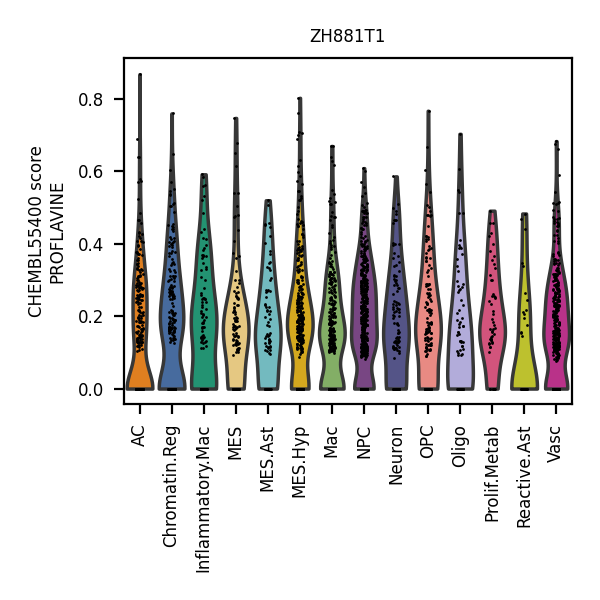 ZH881T1
CHEMBL55400 score
PROFLAVINE
0.8
0.6
0.4
0.2
0.0
AC
Chromatin.Reg
Inflammatory.Mac
MES
MES.Ast
MES.Hyp
Mac
NPC
Neuron
OPC
Oligo
Prolif.Metab
Reactive.Ast
Vasc